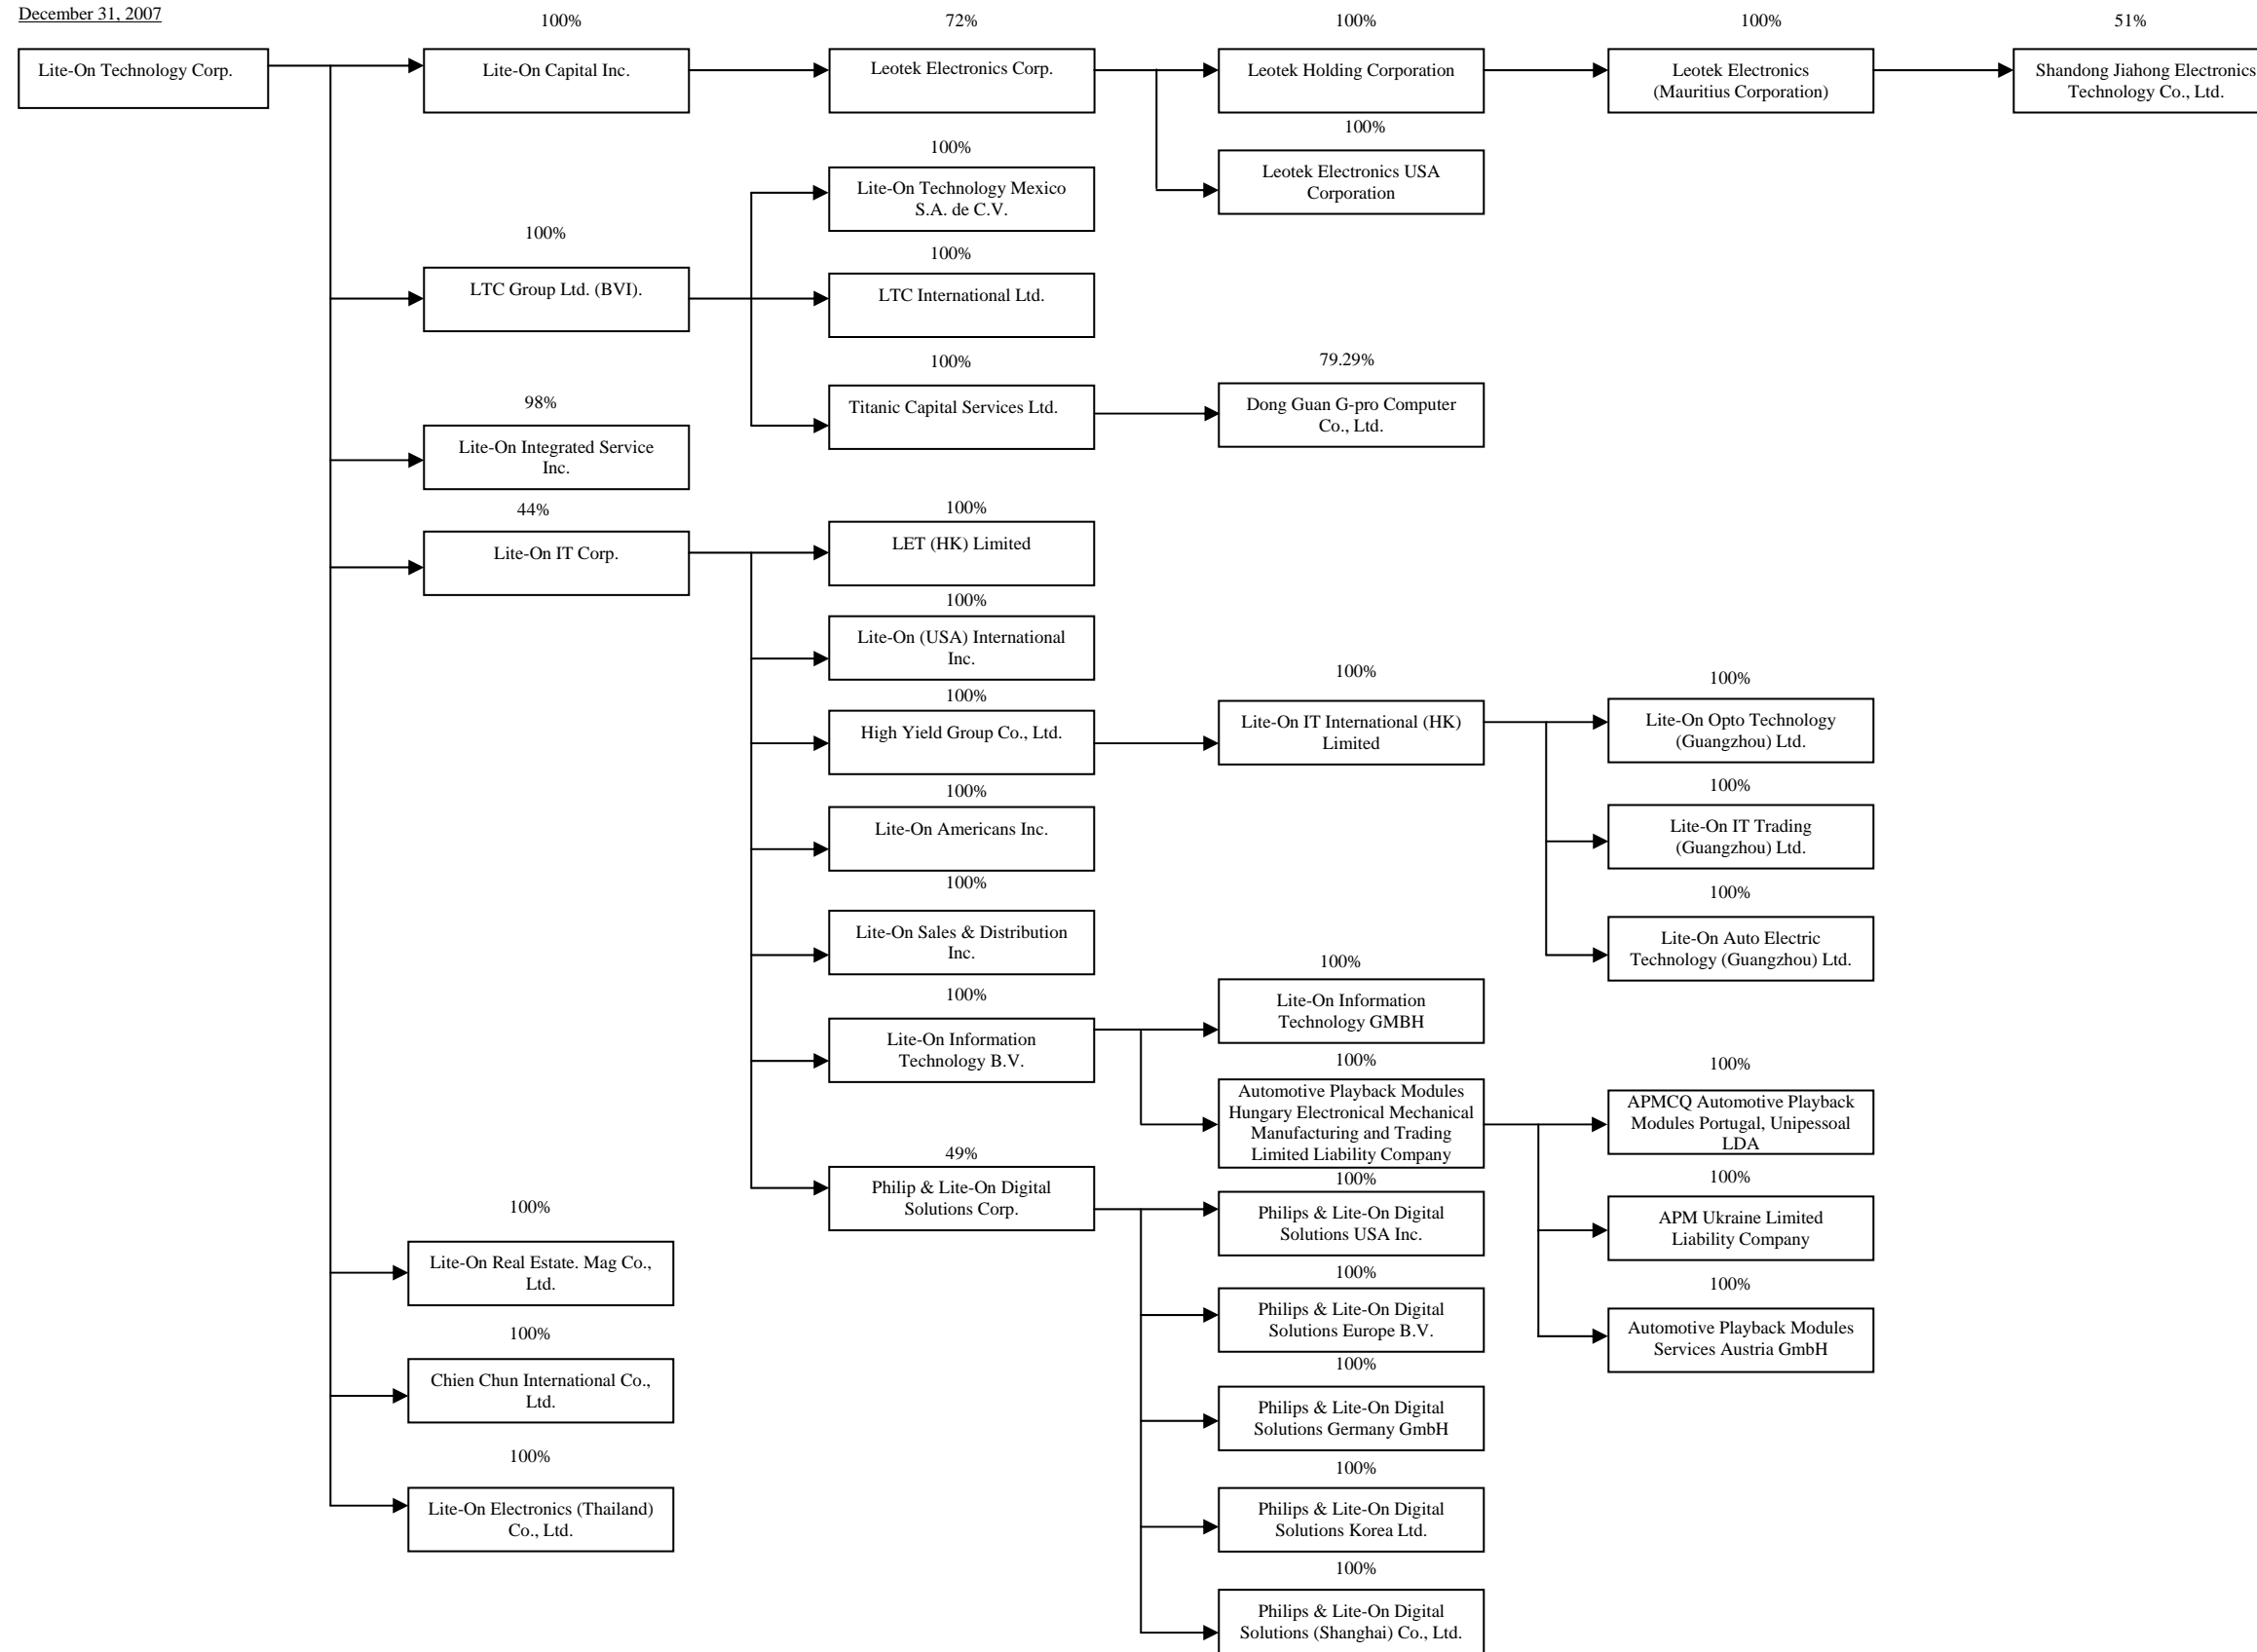 December 31, 2007
100%
72%
100%
100%
51%
Lite-On Technology Corp.
Lite-On Capital Inc.
Leotek Electronics Corp.
Leotek Holding Corporation
Leotek Electronics
(Mauritius Corporation)
Shandong Jiahong Electronics
Technology Co., Ltd.
100%
Leotek Electronics USA
Corporation
100%
Lite-On Technology Mexico
S.A. de C.V.
100%
LTC Group Ltd. (BVI).
100%
LTC International Ltd.
100%
Titanic Capital Services Ltd.
79.29%
Dong Guan G-pro Computer
Co., Ltd.
98%
Lite-On Integrated Service
Inc.
44%
Lite-On IT Corp.
100%
LET (HK) Limited
100%
Lite-On (USA) International
Inc.
100%
High Yield Group Co., Ltd.
100%
Lite-On IT International (HK)
Limited
100%
Lite-On Opto Technology
(Guangzhou) Ltd.
100%
Lite-On IT Trading
(Guangzhou) Ltd.
100%
Lite-On Auto Electric
Technology (Guangzhou) Ltd.
100%
Lite-On Americans Inc.
100%
Lite-On Sales & Distribution
Inc.
100%
Lite-On Information
Technology B.V.
100%
Lite-On Information
Technology GMBH
100%
Automotive Playback Modules
Hungary Electronical Mechanical
Manufacturing and Trading
Limited Liability Company
100%
APMCQ Automotive Playback
Modules Portugal, Unipessoal
LDA
100%
APM Ukraine Limited
Liability Company
100%
Automotive Playback Modules
Services Austria GmbH
49%
Philip & Lite-On Digital
Solutions Corp.
100%
Philips & Lite-On Digital
Solutions USA Inc.
100%
Philips & Lite-On Digital
Solutions Europe B.V.
100%
Philips & Lite-On Digital
Solutions Germany GmbH
100%
Philips & Lite-On Digital
Solutions Korea Ltd.
100%
Philips & Lite-On Digital
Solutions (Shanghai) Co., Ltd.
100%
Lite-On Real Estate. Mag Co.,
Ltd.
100%
Chien Chun International Co.,
Ltd.
100%
Lite-On Electronics (Thailand)
Co., Ltd.